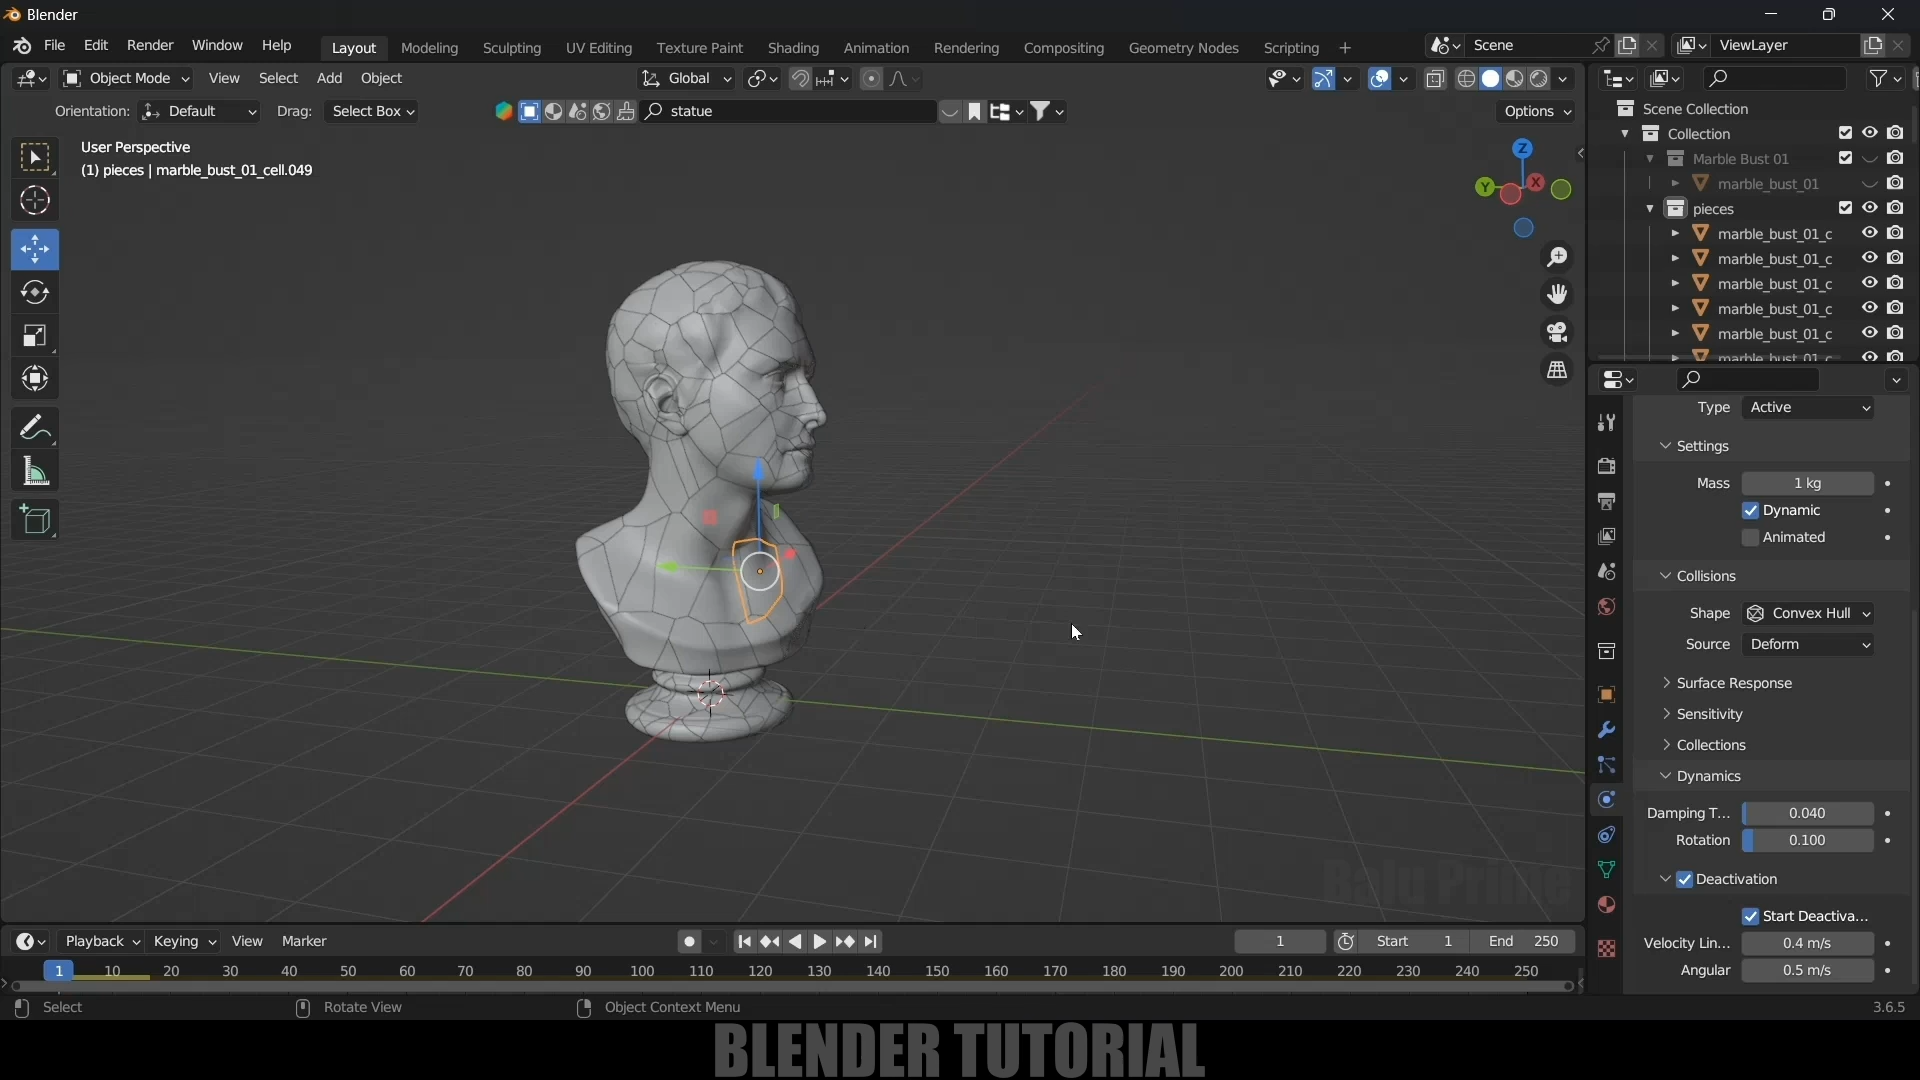 Blender
File Edit Render Window Help
Layout Modeling Sculpting UV Editing Texture Paint Shading Animation Rendering Compositing Geometry Nodes Scripting +
Scene
ViewLayer
Object Mode View Select Add Object
Global
Orientation: Default Drag: Select Box
statue
Options
User Perspective
(1) pieces | marble_bust_01_cell.049
Z
Y
X
Scene Collection
Collection
Marble Bust 01
marble_bust_01
pieces
marble_bust_01_c
marble_bust_01_c
marble_bust_01_c
marble_bust_01_c
marble_bust_01_c
marble_bust_01_c
Type Active
Settings
Mass 1 kg
Dynamic
Animated
Collisions
Shape Convex Hull
Source Deform
Surface Response
Sensitivity
Collections
Dynamics
Damping T... 0.040
Rotation 0.100
Deactivation
Start Deactiva...
Velocity Lin... 0.4 m/s
Angular 0.5 m/s
Balu Prime
Playback Keying View Marker
1
Start 1 End 250
1 10 20 30 40 50 60 70 80 90 100 110 120 130 140 150 160 170 180 190 200 210 220 230 240 250
Select Rotate View Object Context Menu
3.6.5
BLENDER TUTORIAL